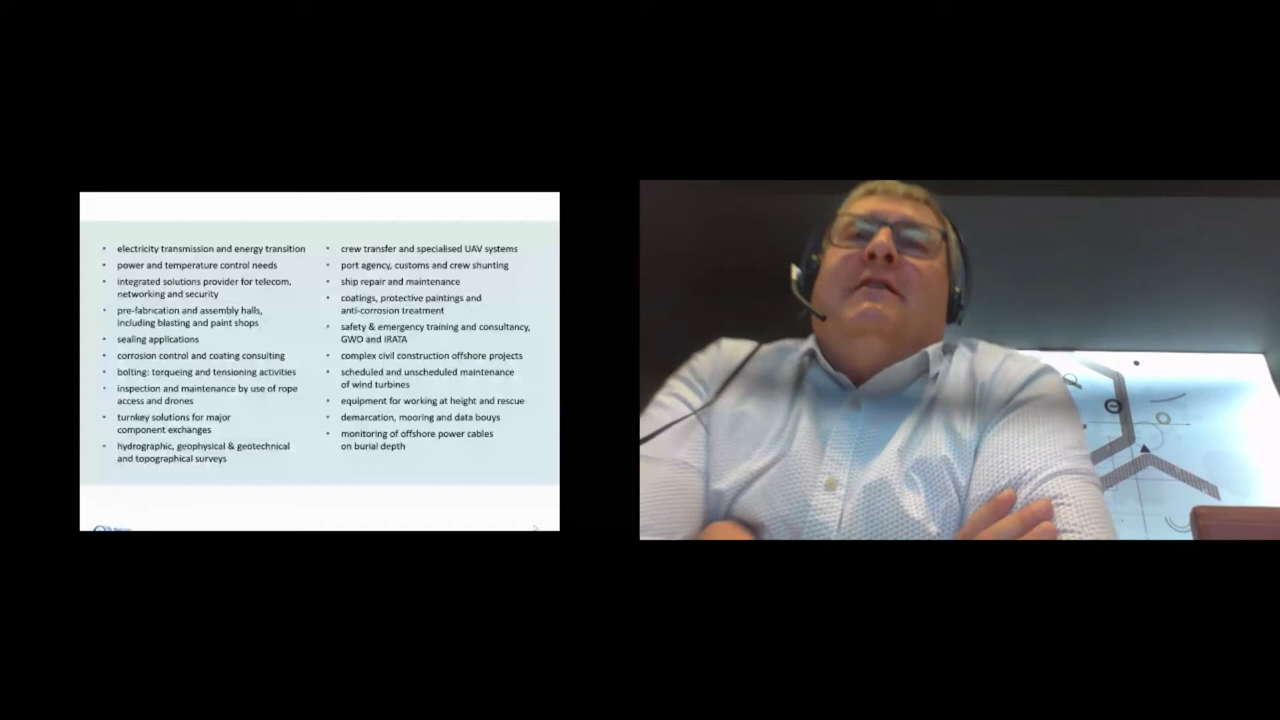 electricity transmission and energy transition
power and temperature control needs
integrated solutions provider for telecom,
networking and security
pre-fabrication and assembly halls,
including blasting and paint shops
sealing applications
corrosion control and coating consulting
bolting: torqueing and tensioning activities
inspection and maintenance by use of rope
access and drones
turnkey solutions for major
component exchanges
hydrographic, geophysical & geotechnical
and topographical surveys
crew transfer and specialised UAV systems
port agency, customs and crew shunting
ship repair and maintenance
coatings, protective paintings and
anti-corrosion treatment
safety & emergency training and consultancy,
GWO and IRATA
complex civil construction offshore projects
scheduled and unscheduled maintenance
of wind turbines
equipment for working at height and rescue
demarcation, mooring and data bouys
monitoring of offshore power cables
on burial depth